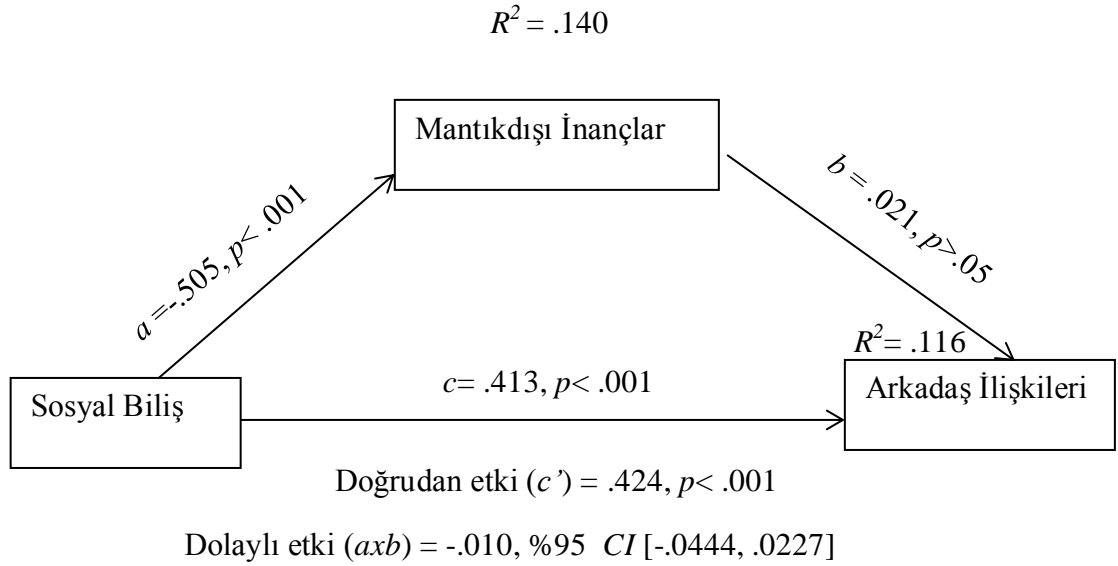 R² = .140
Mantıkdışı İnançlar
a =-.505, p< .001
b = .021, p>.05
R²= .116
Sosyal Biliş
c= .413, p< .001
Arkadaş İlişkileri
Doğrudan etki (c’) = .424, p< .001
Dolaylı etki (axb) = -.010, %95 CI [-.0444, .0227]